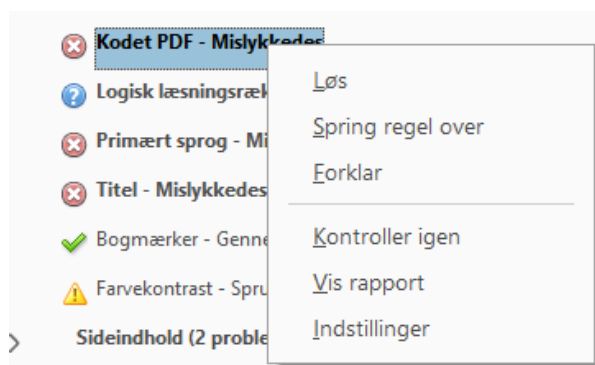 Kodet PDF - Mislykkedes
Logisk læsningsræk
Primært sprog - Mi
Titel - Mislykkedes
Bogmærker - Genne
Farvekontrast - Spru
Sideindhold (2 proble
Løs
Spring regel over
Forklar
Kontroller igen
Vis rapport
Indstillinger